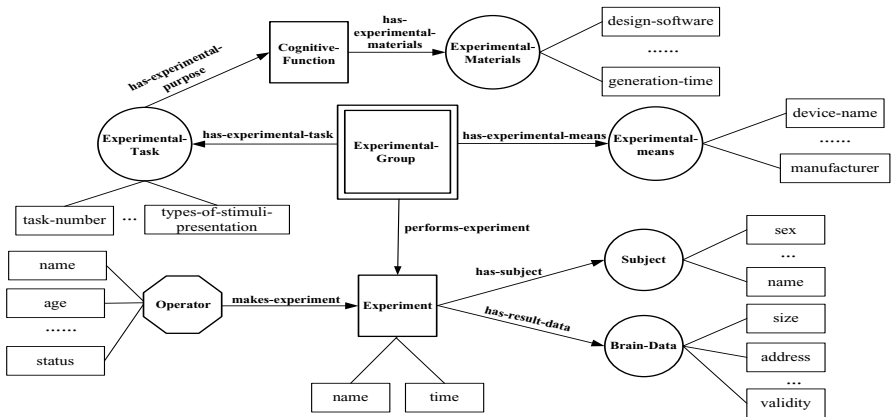 has-
experimental-
materials
design-software
......
generation-time
Cognitive-
Function
Experimental-
Materials
has-experimental-
purpose
Experimental-
Task
has-experimental-task
Experimental-
Group
has-experimental-means
Experimental-
means
device-name
......
manufacturer
task-number
...
types-of-stimuli-
presentation
performs-experiment
name
age
......
status
Operator
makes-experiment
Experiment
has-subject
has-result-data
Subject
sex
...
name
Brain-Data
size
address
...
validity
name
time